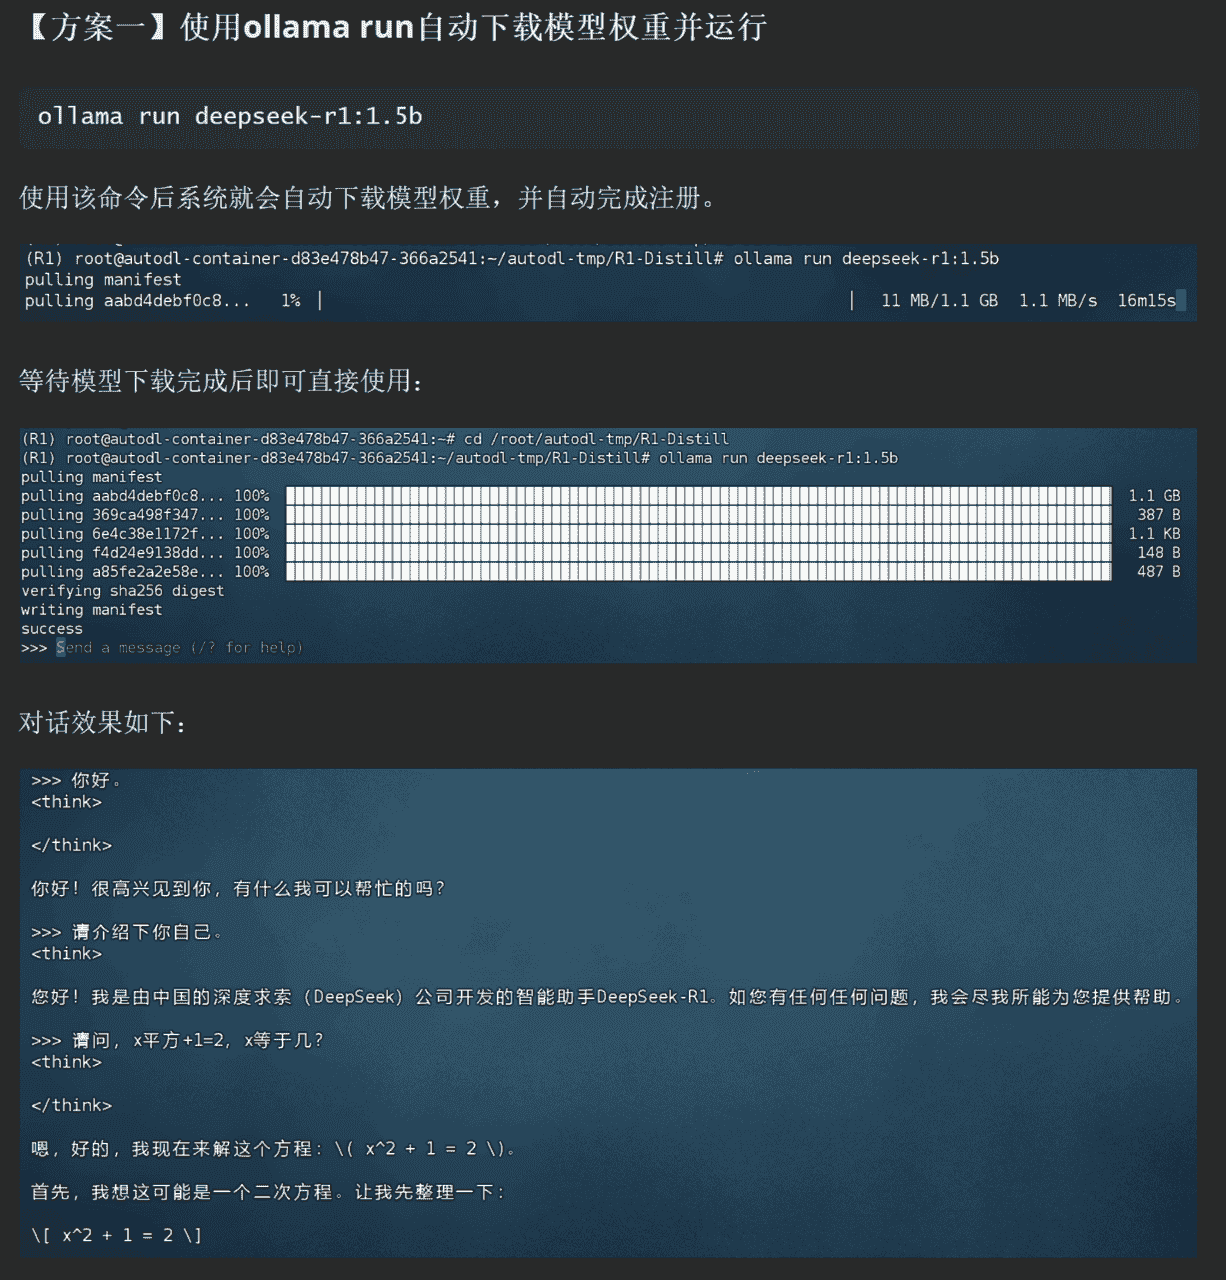 【方案一】使用ollama run自动下载模型权重并运行
ollama run deepseek-r1:1.5b
使用该命令后系统就会自动下载模型权重，并自动完成注册。
(R1) root@autodl-container-d83e478b47-366a2541:~/autodl-tmp/R1-Distill# ollama run deepseek-r1:1.5b
pulling manifest
pulling aabd4debf0c8... 1% | | 11 MB/1.1 GB 1.1 MB/s 16m15s
等待模型下载完成后即可直接使用：
(R1) root@autodl-container-d83e478b47-366a2541:~# cd /root/autodl-tmp/R1-Distill
(R1) root@autodl-container-d83e478b47-366a2541:~/autodl-tmp/R1-Distill# ollama run deepseek-r1:1.5b
pulling manifest
pulling aabd4debf0c8... 100% 1.1 GB
pulling 369ca498f347... 100% 387 B
pulling 6e4c38e1172f... 100% 1.1 KB
pulling f4d24e9138dd... 100% 148 B
pulling a85fe2a2e58e... 100% 487 B
verifying sha256 digest
writing manifest
success
>>> Send a message (/? for help)
对话效果如下：
>>> 你好。
<think>
</think>
你好！很高兴见到你，有什么我可以帮忙的吗？
>>> 请介绍下你自己。
<think>
您好！我是由中国的深度求索（DeepSeek）公司开发的智能助手DeepSeek-R1。如您有任何任何问题，我会尽我所能为您提供帮助。
>>> 请问，x平方+1=2，x等于几？
<think>
</think>
嗯，好的，我现在来解这个方程：\( x^2 + 1 = 2 \)。
首先，我想这可能是一个二次方程。让我先整理一下：
\[ x^2 + 1 = 2 \]